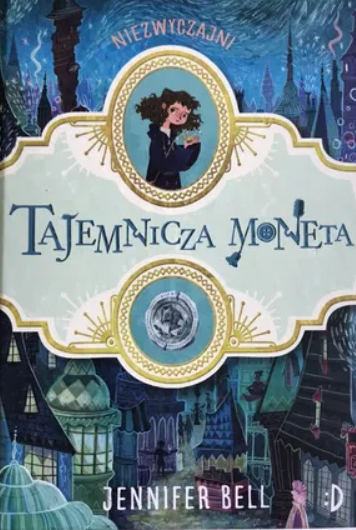 NIEZWYCZAJNI
TAJEMNICZA MONETA
JENNIFER BELL
:D